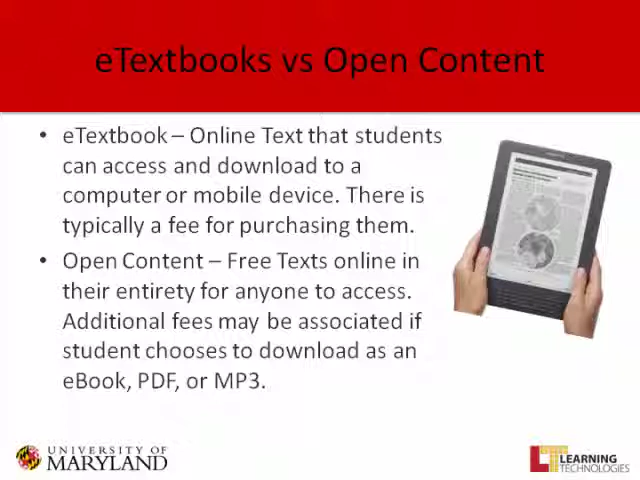 eTextbooks vs Open Content
• eTextbook – Online Text that students
can access and download to a
computer or mobile device. There is
typically a fee for purchasing them.
• Open Content – Free Texts online in
their entirety for anyone to access.
Additional fees may be associated if
student chooses to download as an
eBook, PDF, or MP3.
UNIVERSITY OF
MARYLAND
LEARNING
TECHNOLOGIES